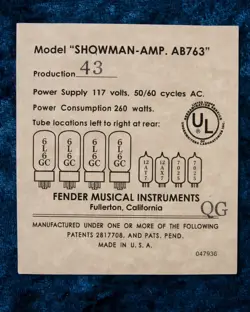 Model "SHOWMAN-AMP. AB763"
Production 43
Power Supply 117 volts, 50/60 cycles AC.
Power Consumption 260 watts.
Tube locations left to right at rear:
UL
6L6GC 6L6GC 6L6GC 6L6GC 12AT7 12AX7 7025 7025
FENDER MUSICAL INSTRUMENTS
Fullerton, California
QG
MANUFACTURED UNDER ONE OR MORE OF THE FOLLOWING
PATENTS 2817708. AND PATS. PEND.
MADE IN U. S. A.
047930